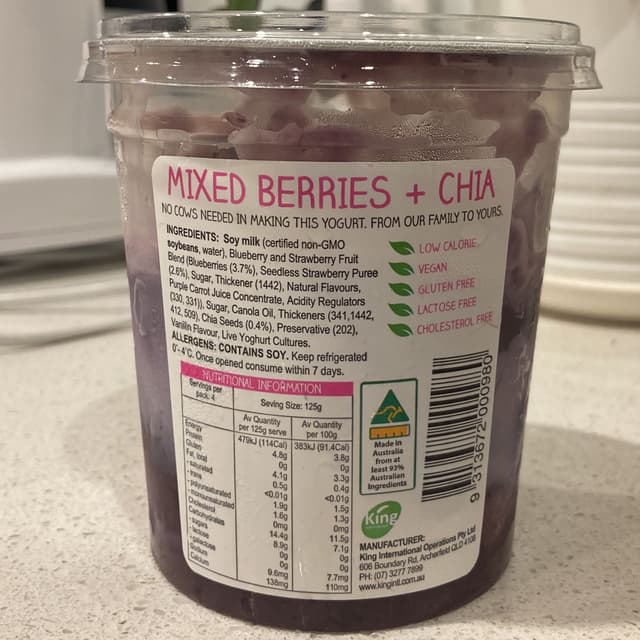 MIXED BERRIES + CHIA
NO COWS NEEDED IN MAKING THIS YOGURT. FROM OUR FAMILY TO YOURS.
INGREDIENTS: Soy milk (certified non-GMO
soybeans, water), Blueberry and Strawberry Fruit
Blend (Blueberries (3.7%), Seedless Strawberry Puree
(2.6%), Sugar, Thickener (1442), Natural Flavours,
Purple Carrot Juice Concentrate, Acidity Regulators
(330, 331)), Sugar, Canola Oil, Thickeners (341,1442,
412, 509), Chia Seeds (0.4%), Preservative (202),
Vanilla Flavour, Live Yoghurt Cultures.
ALLERGENS: CONTAINS SOY. Keep refrigerated
0°- 4°C. Once opened consume within 7 days.
LOW CALORIE
VEGAN
GLUTEN FREE
LACTOSE FREE
CHOLESTEROL FREE
NUTRITIONAL INFORMATION
Servings per
pack. 4
Seving Size: 125g
Av Quantity
per 125g serve
Av Quantity
per 100g
Energy 479kJ (114Cal) 383kJ (91.4Cal)
Protein 4.8g 3.8g
Gluten 0g 0g
Fat, total 4.1g 3.3g
- saturated 0.5g 0.4g
- trans <0.01g <0.01g
- polyunsaturated 1.9g 1.5g
- monounsaturated 1.6g 1.3g
Cholesterol 0mg 0mg
Carbohydrates 14.4g 11.5g
- sugars 8.9g 7.1g
- lactose 0g 0g
- galactose 0g 0g
Sodium 9.6mg 7.7mg
Calcium 138mg 110mg
Made in
Australia
from at
least 93%
Australian
Ingredients
King
MANUFACTURER:
King International Operations Pty Ltd
606 Boundary Rd, Archerfield QLD 4108
PH: (07) 3277 7899
www.kingintl.com.au
9 313672 000980